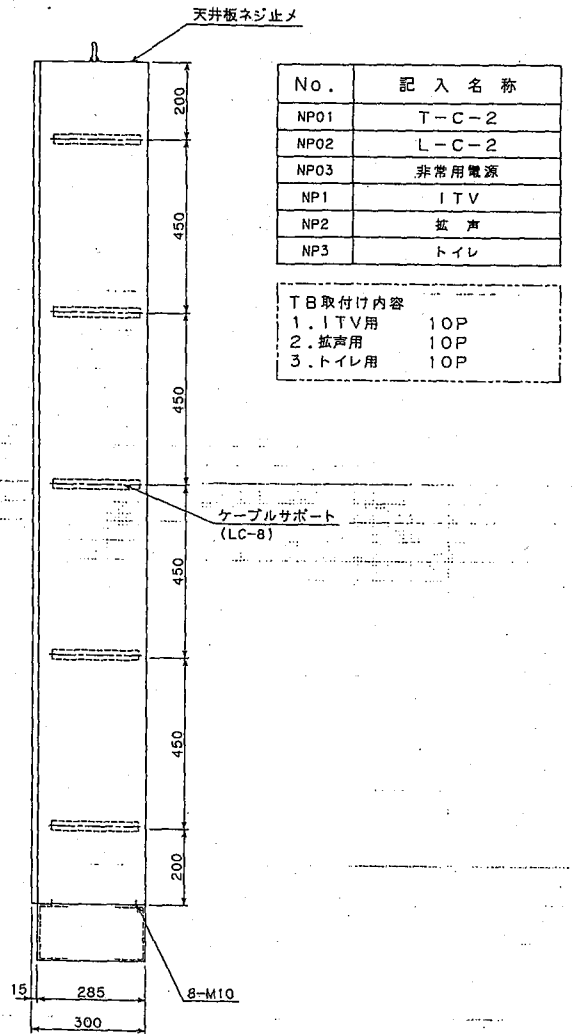 天井板ネジ止メ
200
450
450
450
450
200
ケーブルサポート
(LC-8)
15
285
300
8-M10
No. 記入名称
NP01 T-C-2
NP02 L-C-2
NP03 非常用電源
NP1 ITV
NP2 拡声
NP3 トイレ
TB取付け内容
1.ITV用 10P
2.拡声用 10P
3.トイレ用 10P